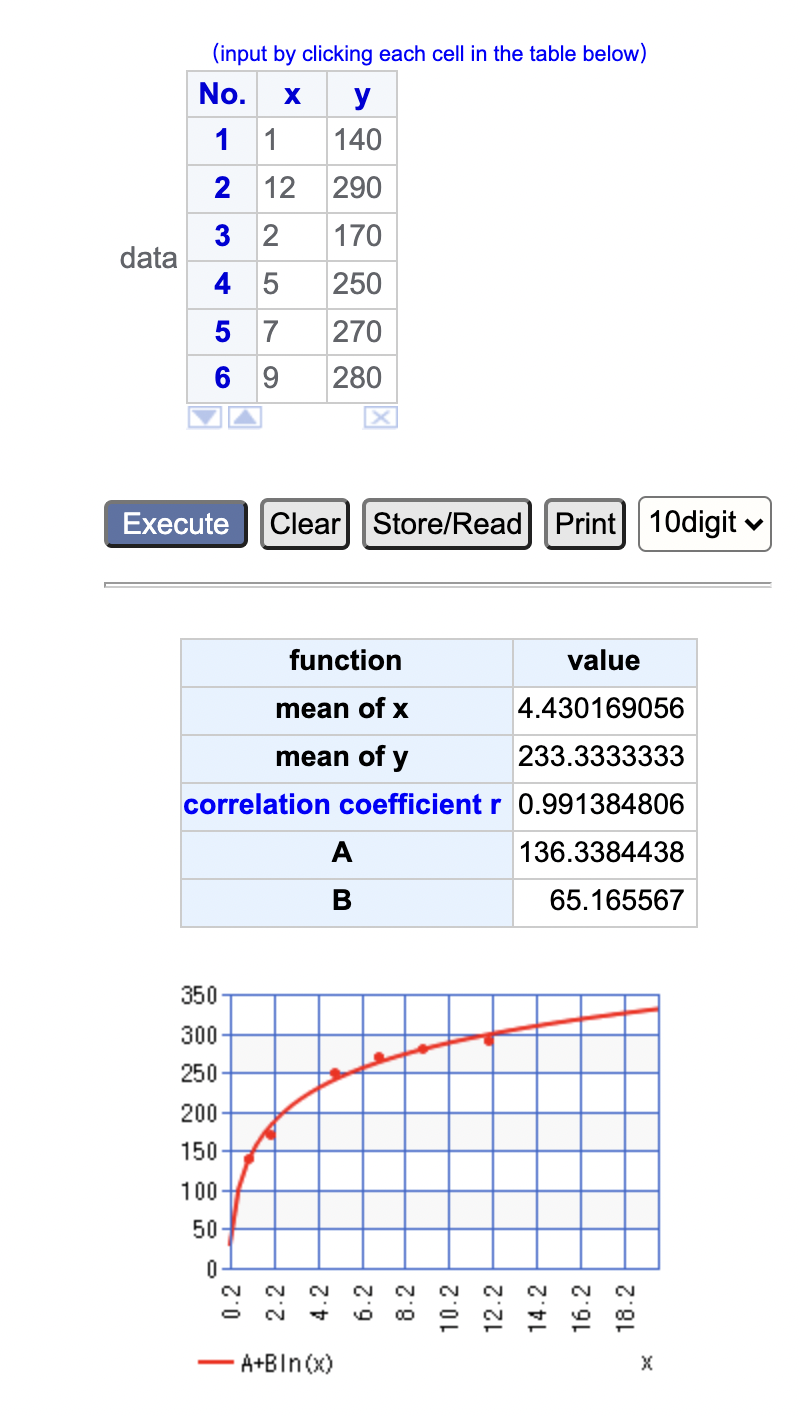 (input by clicking each cell in the table below)
No. x y
1 1 140
2 12 290
3 2 170
data
4 5 250
5 7 270
6 9 280
Execute Clear Store/Read Print 10digit
function value
mean of x 4.430169056
mean of y 233.3333333
correlation coefficient r 0.991384806
A 136.3384438
B 65.165567
350
300
250
200
150
100
50
0
0.2 2.2 4.2 6.2 8.2 10.2 12.2 14.2 16.2 18.2
A+Bln(x) x